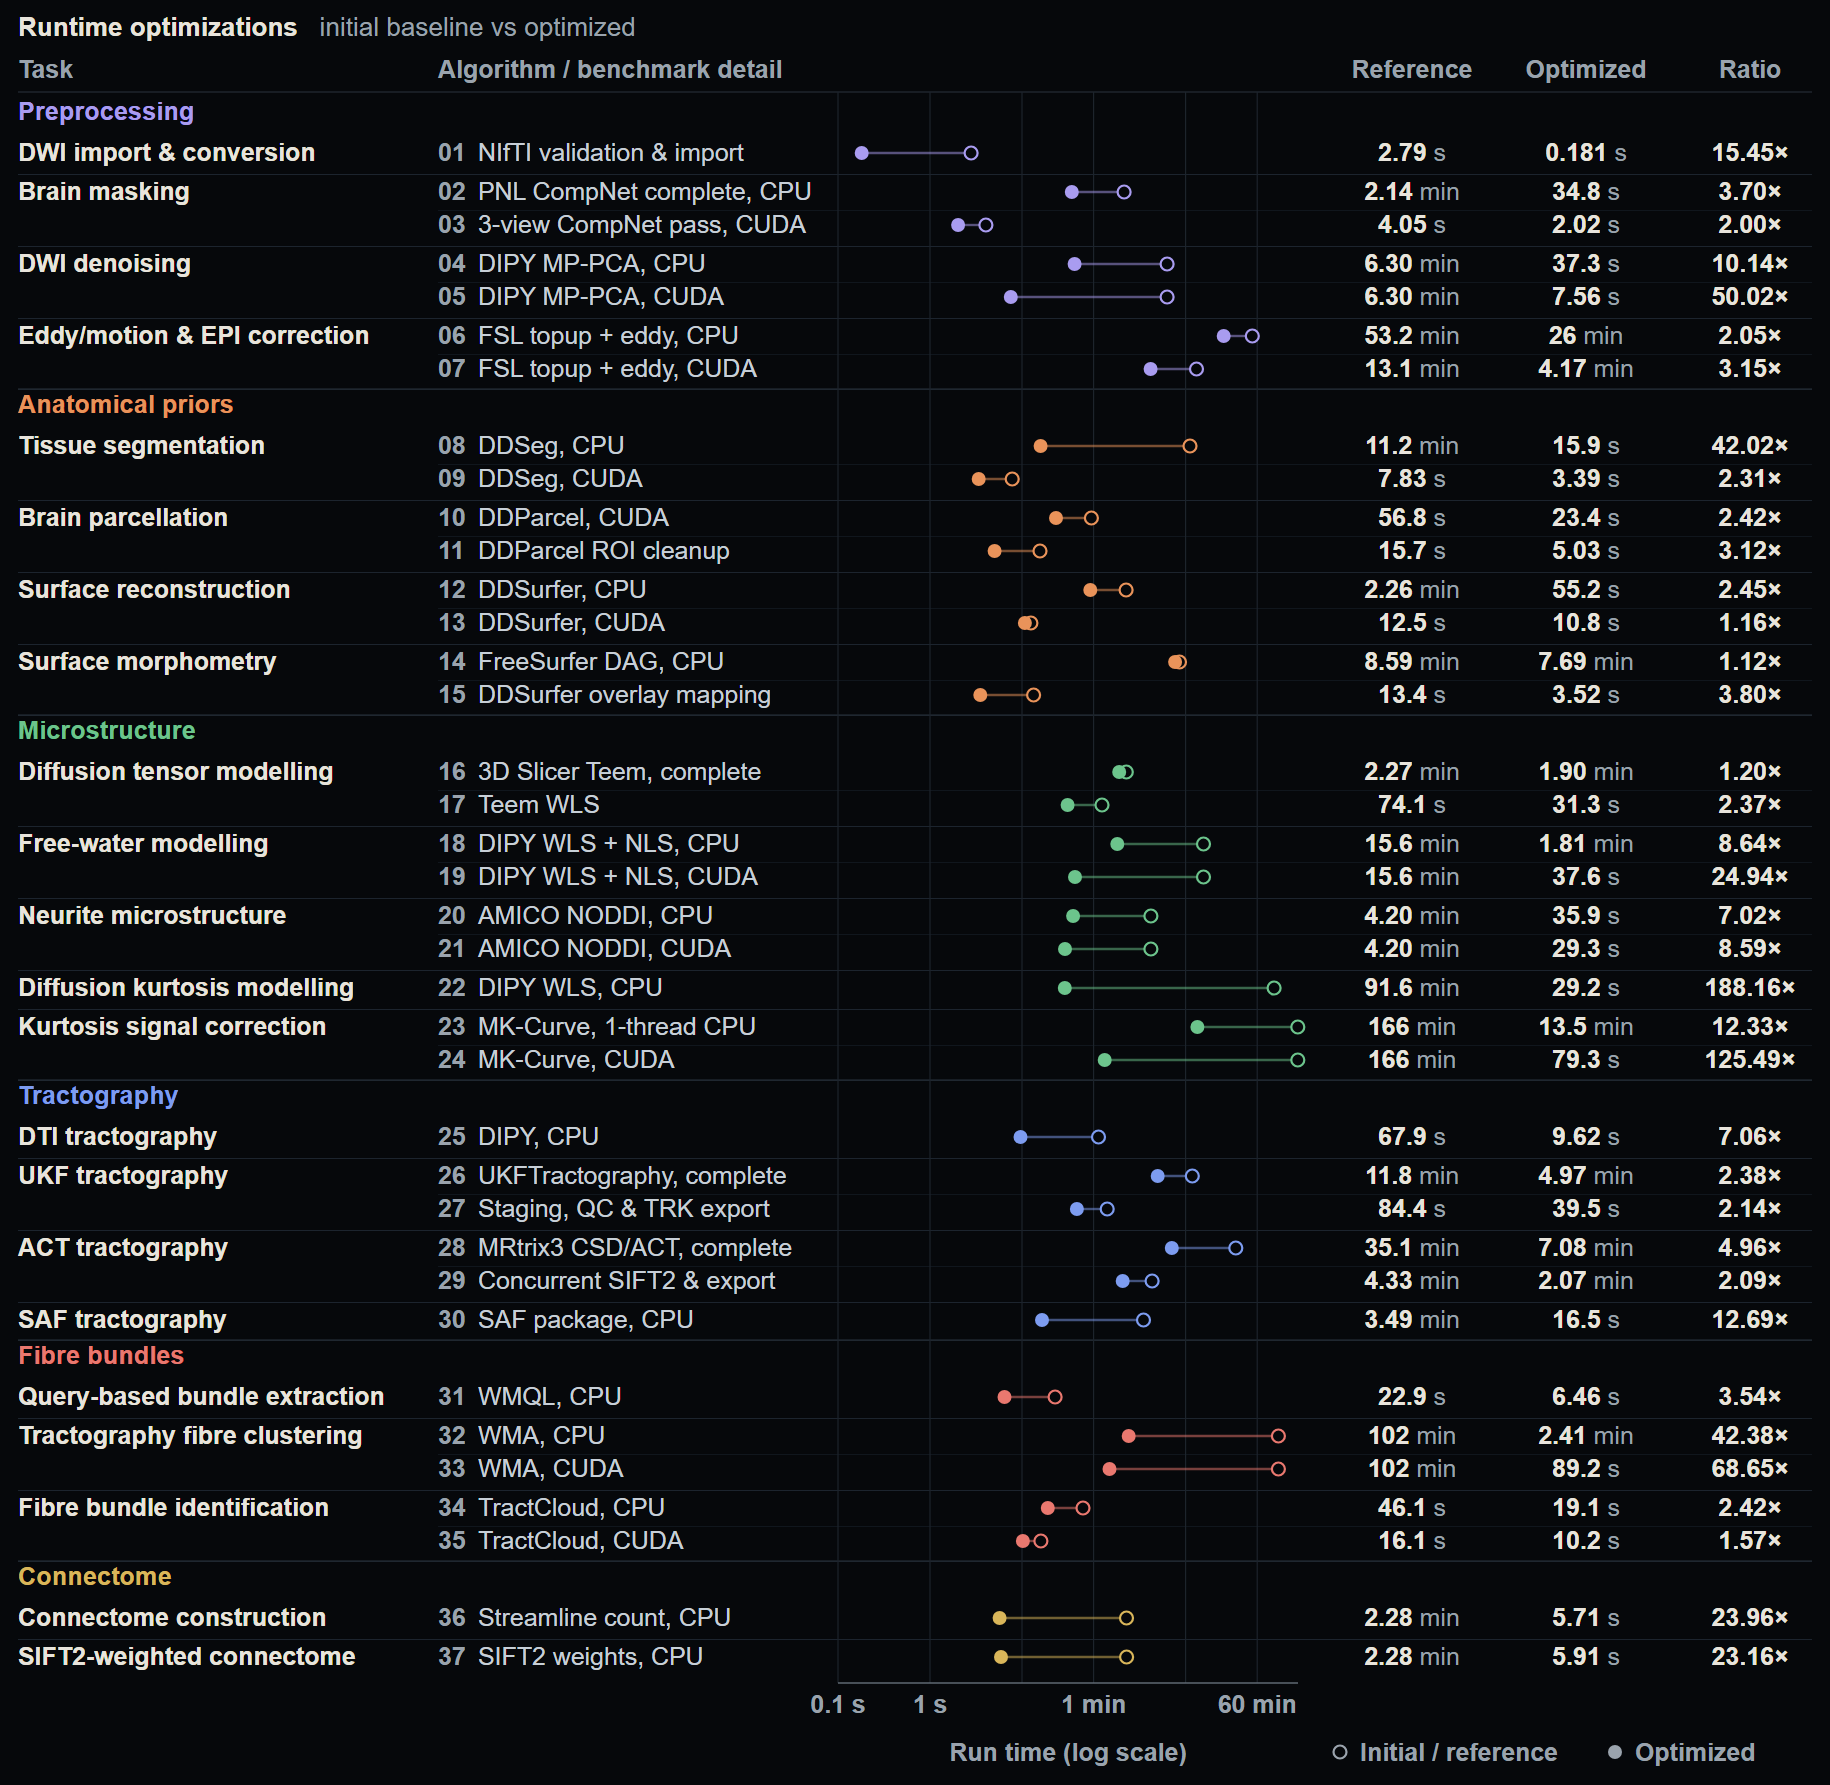 Runtime optimizations initial baseline vs optimized
Task Algorithm / benchmark detail Reference Optimized Ratio
Preprocessing
DWI import & conversion 01 NIfTI validation & import 2.79 s 0.181 s 15.45×
Brain masking 02 PNL CompNet complete, CPU 2.14 min 34.8 s 3.70×
03 3-view CompNet pass, CUDA 4.05 s 2.02 s 2.00×
DWI denoising 04 DIPY MP-PCA, CPU 6.30 min 37.3 s 10.14×
05 DIPY MP-PCA, CUDA 6.30 min 7.56 s 50.02×
Eddy/motion & EPI correction 06 FSL topup + eddy, CPU 53.2 min 26 min 2.05×
07 FSL topup + eddy, CUDA 13.1 min 4.17 min 3.15×
Anatomical priors
Tissue segmentation 08 DDSeg, CPU 11.2 min 15.9 s 42.02×
09 DDSeg, CUDA 7.83 s 3.39 s 2.31×
Brain parcellation 10 DDParcel, CUDA 56.8 s 23.4 s 2.42×
11 DDParcel ROI cleanup 15.7 s 5.03 s 3.12×
Surface reconstruction 12 DDSurfer, CPU 2.26 min 55.2 s 2.45×
13 DDSurfer, CUDA 12.5 s 10.8 s 1.16×
Surface morphometry 14 FreeSurfer DAG, CPU 8.59 min 7.69 min 1.12×
15 DDSurfer overlay mapping 13.4 s 3.52 s 3.80×
Microstructure
Diffusion tensor modelling 16 3D Slicer Teem, complete 2.27 min 1.90 min 1.20×
17 Teem WLS 74.1 s 31.3 s 2.37×
Free-water modelling 18 DIPY WLS + NLS, CPU 15.6 min 1.81 min 8.64×
19 DIPY WLS + NLS, CUDA 15.6 min 37.6 s 24.94×
Neurite microstructure 20 AMICO NODDI, CPU 4.20 min 35.9 s 7.02×
21 AMICO NODDI, CUDA 4.20 min 29.3 s 8.59×
Diffusion kurtosis modelling 22 DIPY WLS, CPU 91.6 min 29.2 s 188.16×
Kurtosis signal correction 23 MK-Curve, 1-thread CPU 166 min 13.5 min 12.33×
24 MK-Curve, CUDA 166 min 79.3 s 125.49×
Tractography
DTI tractography 25 DIPY, CPU 67.9 s 9.62 s 7.06×
UKF tractography 26 UKFTractography, complete 11.8 min 4.97 min 2.38×
27 Staging, QC & TRK export 84.4 s 39.5 s 2.14×
ACT tractography 28 MRtrix3 CSD/ACT, complete 35.1 min 7.08 min 4.96×
29 Concurrent SIFT2 & export 4.33 min 2.07 min 2.09×
SAF tractography 30 SAF package, CPU 3.49 min 16.5 s 12.69×
Fibre bundles
Query-based bundle extraction 31 WMQL, CPU 22.9 s 6.46 s 3.54×
Tractography fibre clustering 32 WMA, CPU 102 min 2.41 min 42.38×
33 WMA, CUDA 102 min 89.2 s 68.65×
Fibre bundle identification 34 TractCloud, CPU 46.1 s 19.1 s 2.42×
35 TractCloud, CUDA 16.1 s 10.2 s 1.57×
Connectome
Connectome construction 36 Streamline count, CPU 2.28 min 5.71 s 23.96×
SIFT2-weighted connectome 37 SIFT2 weights, CPU 2.28 min 5.91 s 23.16×
0.1 s 1 s 1 min 60 min
Run time (log scale) Initial / reference Optimized